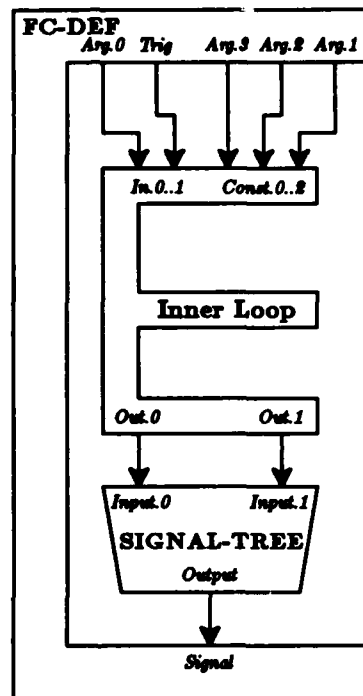 FC-DEF
Arg.0 Trig Arg.3 Arg.2 Arg.1
In.0..1 Const.0..2
Inner Loop
Out.0 Out.1
Input.0 Input.1
SIGNAL-TREE
Output
Signal